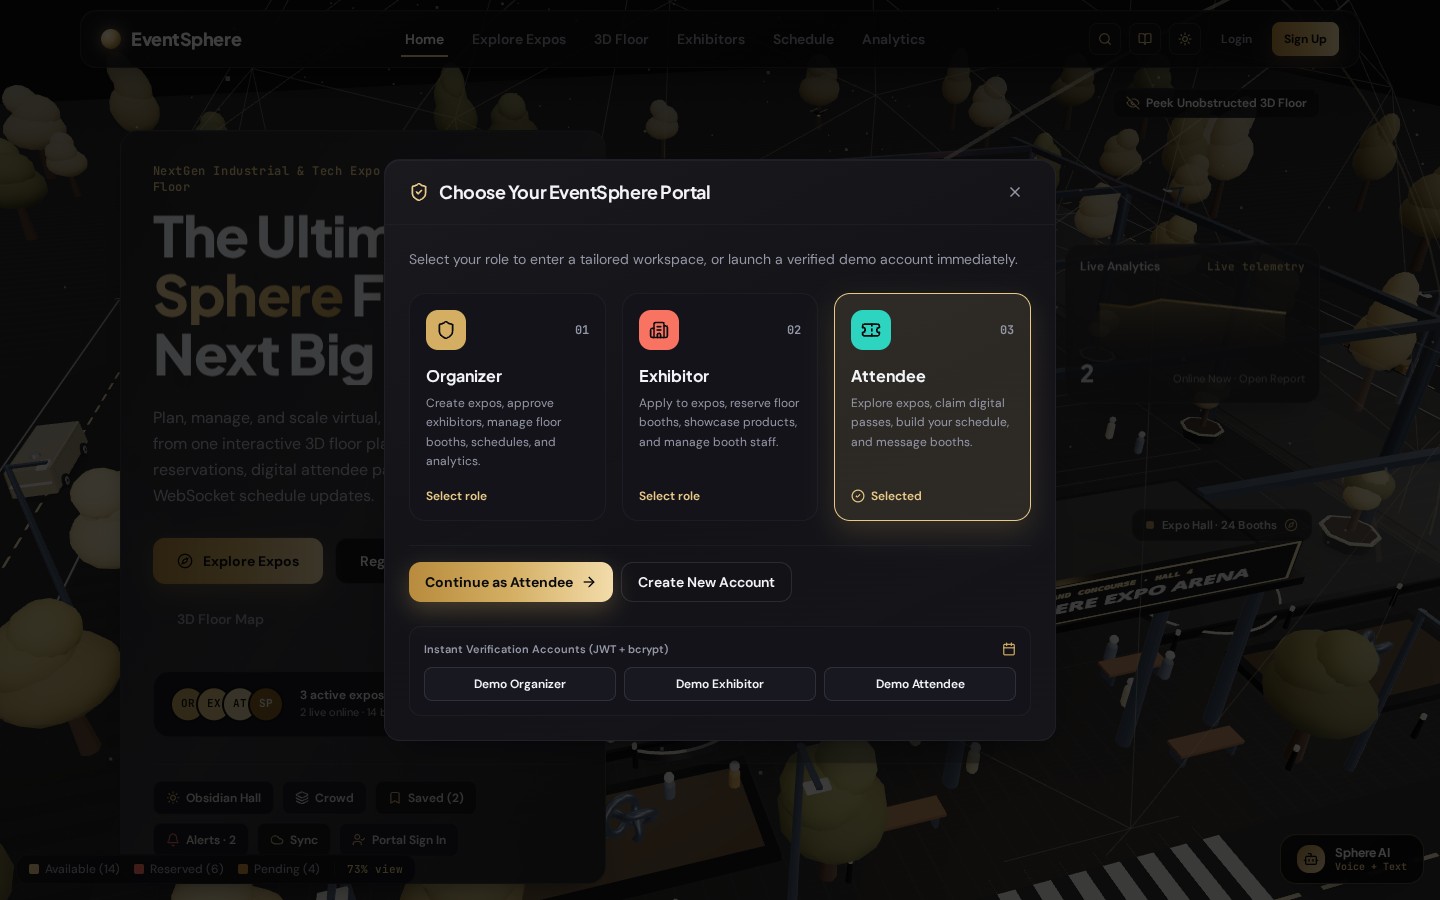 EventSphere
Home
Explore Expos
3D Floor
Exhibitors
Schedule
Analytics
Login
Sign Up
Peek Unobstructed 3D Floor
NextGen Industrial & Tech Expo
Floor
The Ultim
Sphere F
Next Big
Plan, manage, and scale virtual,
from one interactive 3D floor pla
reservations, digital attendee pa
WebSocket schedule updates.
Explore Expos
Reg
3D Floor Map
OR
EX
AT
SP
3 active expos
2 live online · 14 b
Obsidian Hall
Crowd
Saved (2)
Alerts · 2
Sync
Portal Sign In
Available (14)
Reserved (6)
Pending (4)
73% view
Choose Your EventSphere Portal
Select your role to enter a tailored workspace, or launch a verified demo account immediately.
01
Organizer
Create expos, approve
exhibitors, manage floor
booths, schedules, and
analytics.
Select role
02
Exhibitor
Apply to expos, reserve floor
booths, showcase products,
and manage booth staff.
Select role
03
Attendee
Explore expos, claim digital
passes, build your schedule,
and message booths.
Selected
Continue as Attendee
Create New Account
Instant Verification Accounts (JWT + bcrypt)
Demo Organizer
Demo Exhibitor
Demo Attendee
Live Analytics
Live telemetry
2
Online Now · Open Report
Expo Hall · 24 Booths
ND CONCOURSE · HALL 4
ERE EXPO ARENA
Sphere AI
Voice + Text